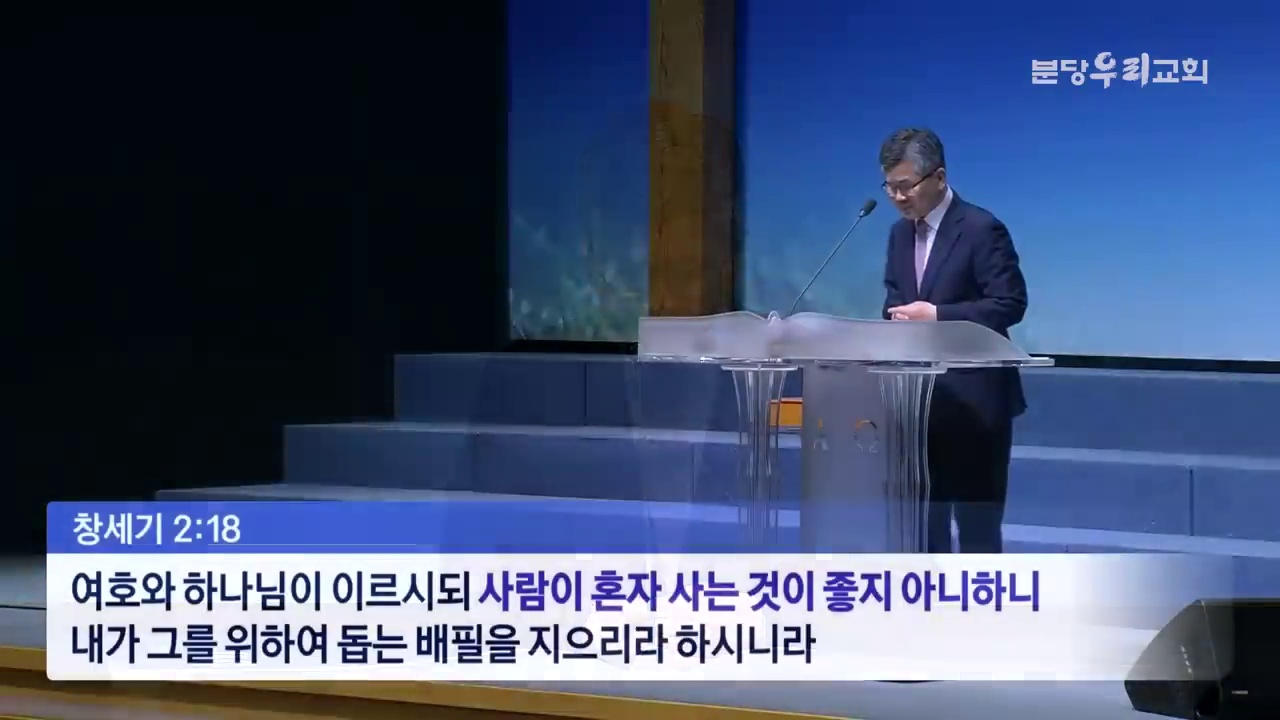 분당우리교회
창세기 2:18
여호와 하나님이 이르시되 사람이 혼자 사는 것이 좋지 아니하니
내가 그를 위하여 돕는 배필을 지으리라 하시니라
Α Ω